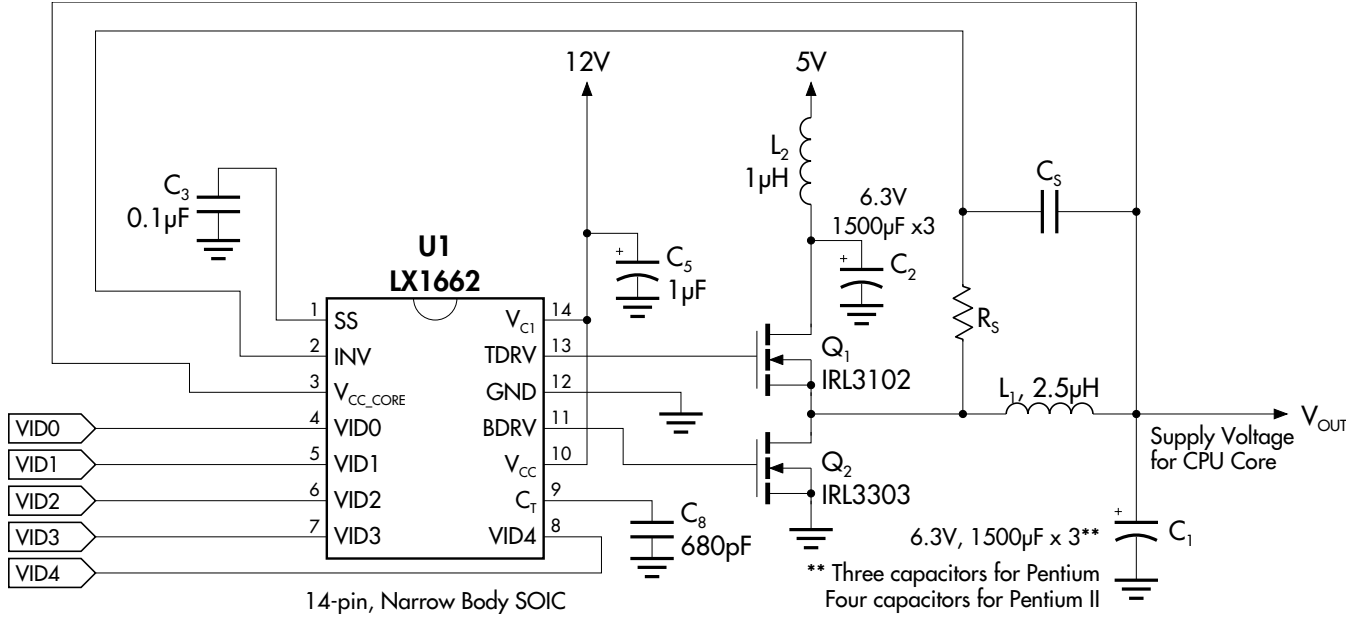 12V
5V
L2
1µH
C3
0.1µF
6.3V
1500µF x3
CS
U1
LX1662
+
C5
1µF
+
C2
1
SS
VC1
14
RS
2
INV
TDRV
13
Q1
IRL3102
3
VCC_CORE
GND
12
L1, 2.5µH
VID0
4
VID0
BDRV
11
VOUT
Supply Voltage
for CPU Core
VID1
5
VID1
VCC
10
Q2
IRL3303
VID2
6
VID2
CT
9
VID3
7
VID3
VID4
8
C8
680pF
+
6.3V, 1500µF x 3**
C1
VID4
** Three capacitors for Pentium
Four capacitors for Pentium II
14-pin, Narrow Body SOIC